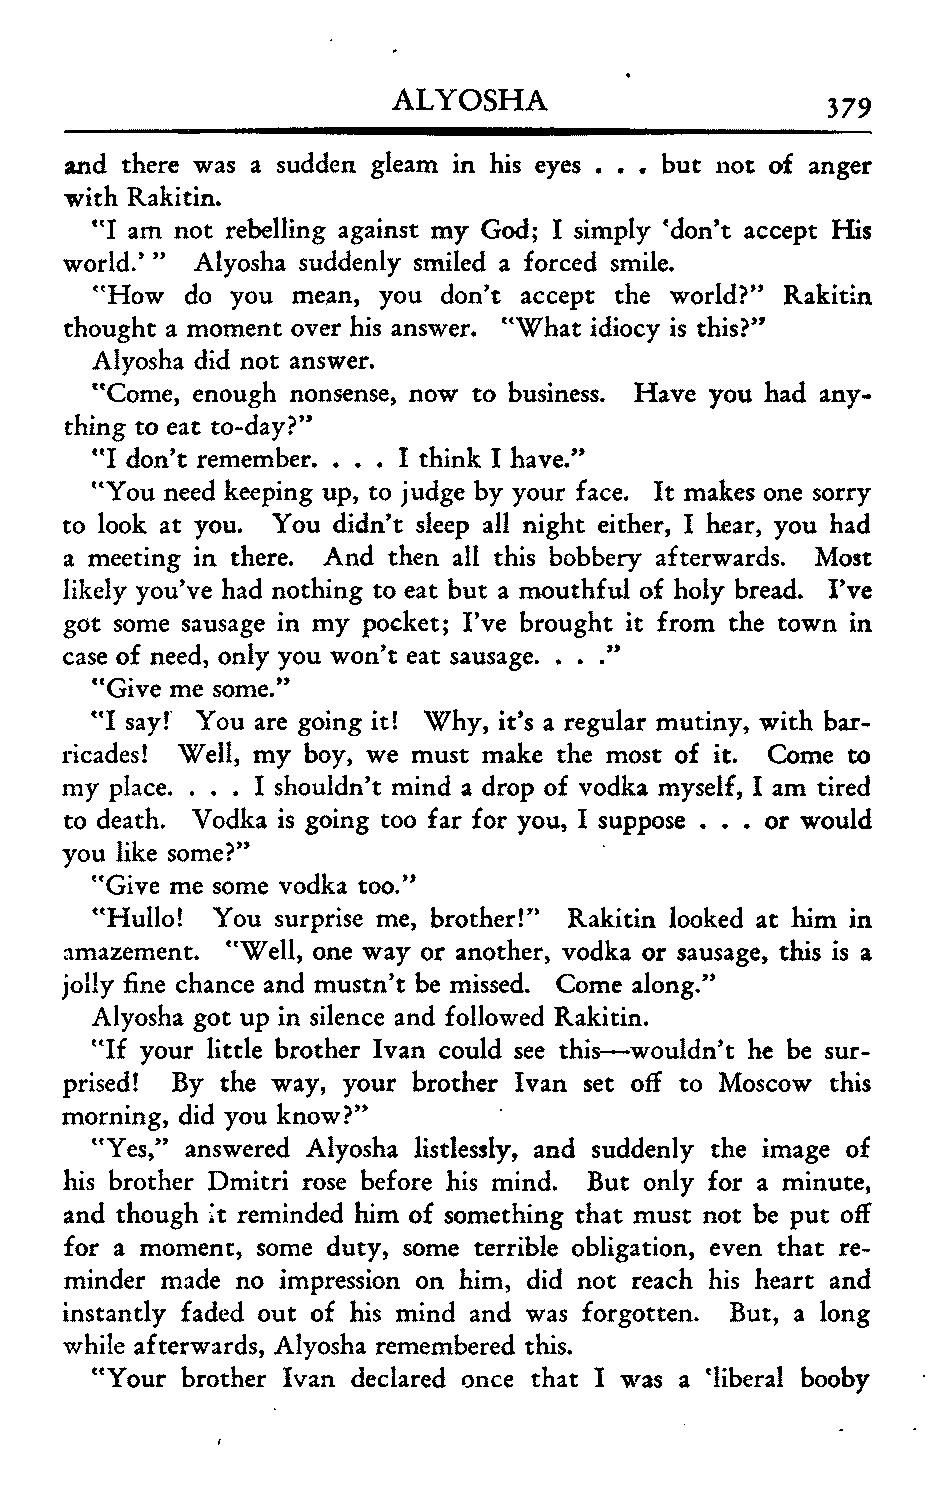 ALYOSHA 379
and there was a sudden gleam in his eyes . . . but not of anger
with Rakitin.
"I am not rebelling against my God; I simply 'don't accept His
world.' " Alyosha suddenly smiled a forced smile.
"How do you mean, you don't accept the world?" Rakitin
thought a moment over his answer. "What idiocy is this?"
Alyosha did not answer.
"Come, enough nonsense, now to business. Have you had any-
thing to eat to-day?"
"I don't remember. . . . I think I have."
"You need keeping up, to judge by your face. It makes one sorry
to look at you. You didn't sleep all night either, I hear, you had
a meeting in there. And then all this bobbery afterwards. Most
likely you've had nothing to eat but a mouthful of holy bread. I've
got some sausage in my pocket; I've brought it from the town in
case of need, only you won't eat sausage. . . ."
"Give me some."
"I say! You are going it! Why, it's a regular mutiny, with bar-
ricades! Well, my boy, we must make the most of it. Come to
my place. . . . I shouldn't mind a drop of vodka myself, I am tired
to death. Vodka is going too far for you, I suppose . . . or would
you like some?"
"Give me some vodka too."
"Hullo! You surprise me, brother!" Rakitin looked at him in
amazement. "Well, one way or another, vodka or sausage, this is a
jolly fine chance and mustn't be missed. Come along."
Alyosha got up in silence and followed Rakitin.
"If your little brother Ivan could see this—wouldn't he be sur-
prised! By the way, your brother Ivan set off to Moscow this
morning, did you know?"
"Yes," answered Alyosha listlessly, and suddenly the image of
his brother Dmitri rose before his mind. But only for a minute,
and though it reminded him of something that must not be put off
for a moment, some duty, some terrible obligation, even that re-
minder made no impression on him, did not reach his heart and
instantly faded out of his mind and was forgotten. But, a long
while afterwards, Alyosha remembered this.
"Your brother Ivan declared once that I was a 'liberal booby